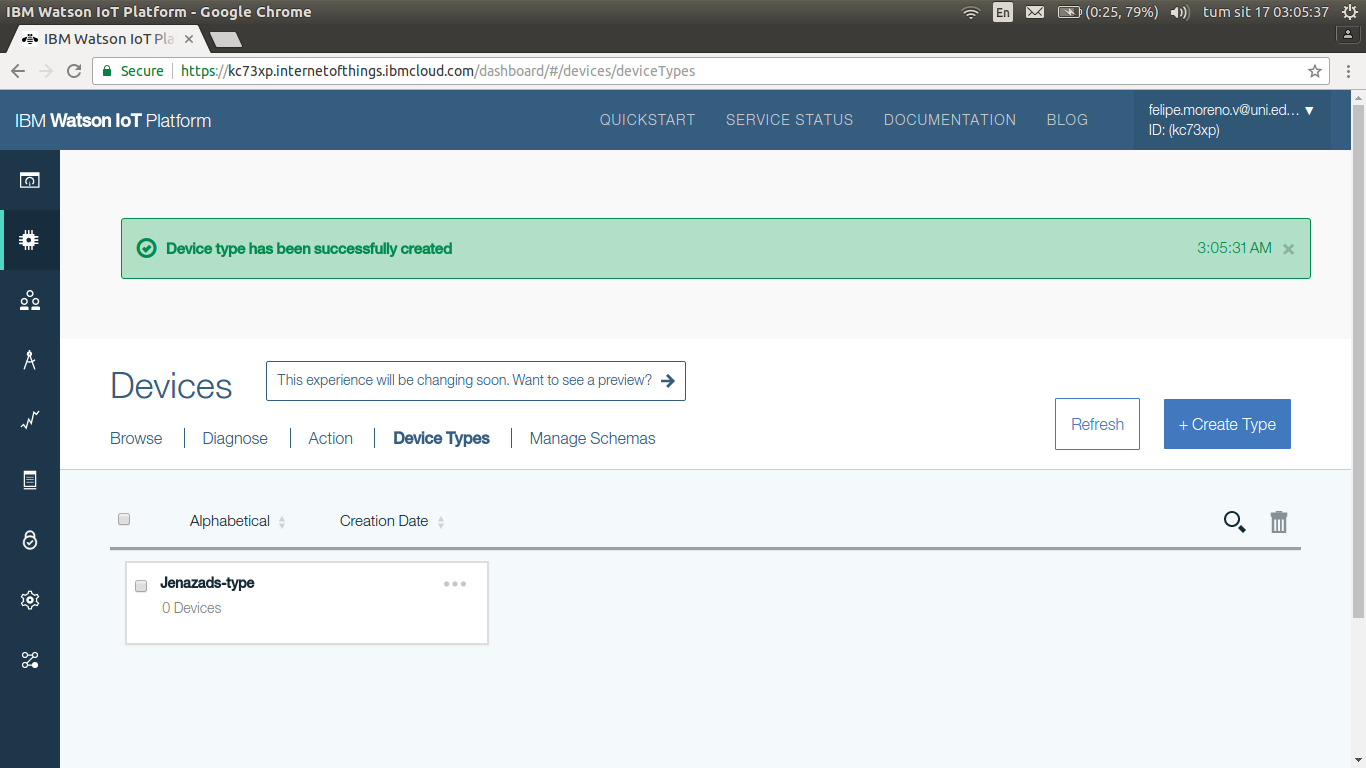 IBM Watson IoT Platform - Google Chrome
En
(0:25, 79%)
tum sit 17 03:05:37
IBM Watson IoT Pla
Secure
https://kc73xp.internetofthings.ibmcloud.com/dashboard/#/devices/deviceTypes
IBM Watson IoT Platform
QUICKSTART
SERVICE STATUS
DOCUMENTATION
BLOG
felipe.moreno.v@uni.ed...
ID: (kc73xp)
Device type has been successfully created
3:05:31 AM
Devices
This experience will be changing soon. Want to see a preview?
Browse
Diagnose
Action
Device Types
Manage Schemas
Refresh
+ Create Type
Alphabetical
Creation Date
Jenazads-type
0 Devices